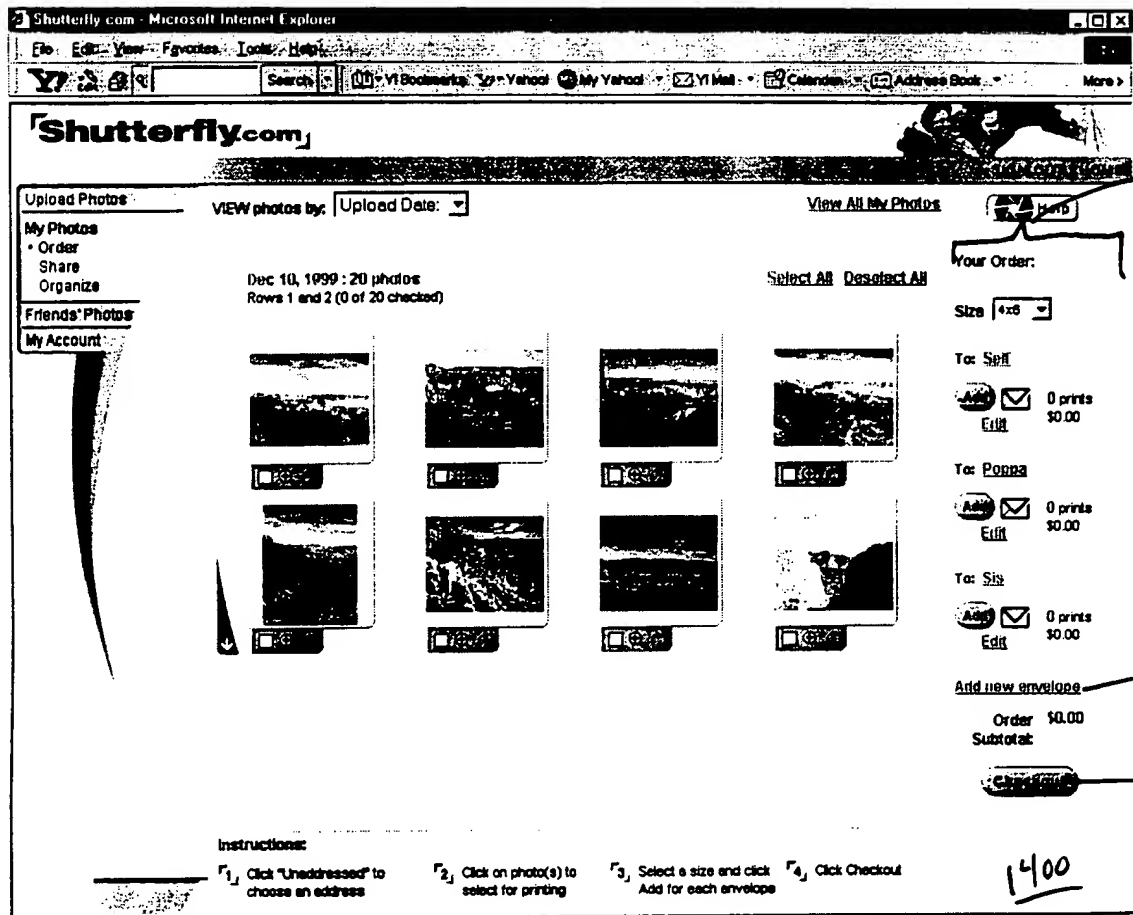 Shutterfly.com - Microsoft Internet Explorer
File Edit View Favorites Tools Help
Y? Search Y! Bookmarks Yahoo! My Yahoo! Y! Mail Calendar Address Book More >
Shutterfly.com
Upload Photos
My Photos
• Order
Share
Organize
Friends' Photos
My Account
VIEW photos by: Upload Date:
View All My Photos
Help
Dec 10, 1999 : 20 photos
Rows 1 and 2 (0 of 20 checked)
Select All Deselect All
Your Order:
Size 4x6
To: Self
Add 0 prints
Edit $0.00
To: Poppa
Add 0 prints
Edit $0.00
To: Sis
Add 0 prints
Edit $0.00
Add new envelope
Order $0.00
Subtotal:
Checkout
Instructions:
1 Click "Unaddressed" to choose an address
2 Click on photo(s) to select for printing
3 Select a size and click Add for each envelope
4 Click Checkout
1400